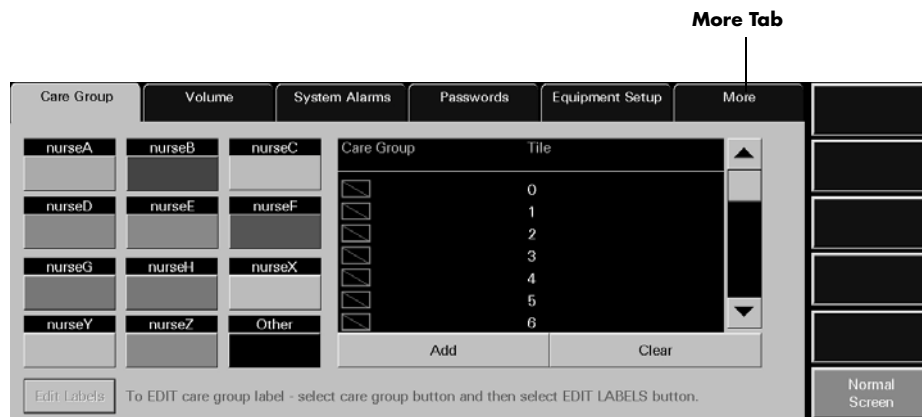 More Tab
Care Group Volume System Alarms Passwords Equipment Setup More
nurseA nurseB nurseC
Care Group Tile
0
nurseD nurseE nurseF
1
2
3
nurseG nurseH nurseX
4
5
nurseY nurseZ Other
6
Add Clear
Edit Labels To EDIT care group label - select care group button and then select EDIT LABELS button.
Normal
Screen